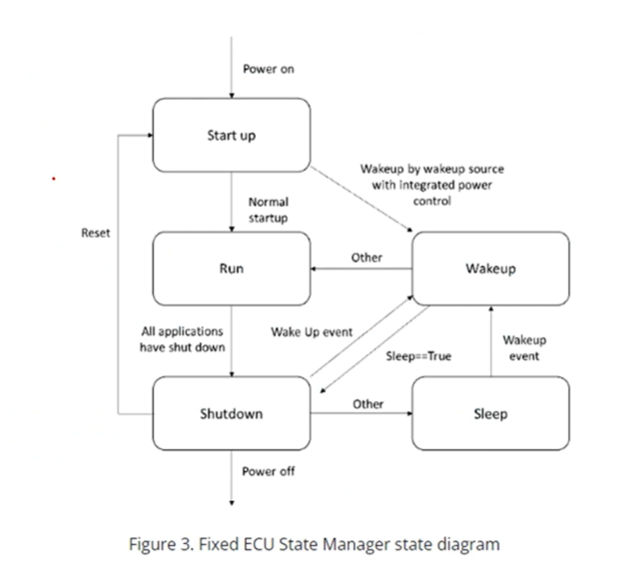 Power on
Start up
Wakeup by wakeup source
with integrated power
control
Normal
startup
Reset
Other
Run
Wakeup
All applications
have shut down
Wake Up event
Sleep==True
Wakeup
event
Other
Shutdown
Sleep
Power off
Figure 3. Fixed ECU State Manager state diagram